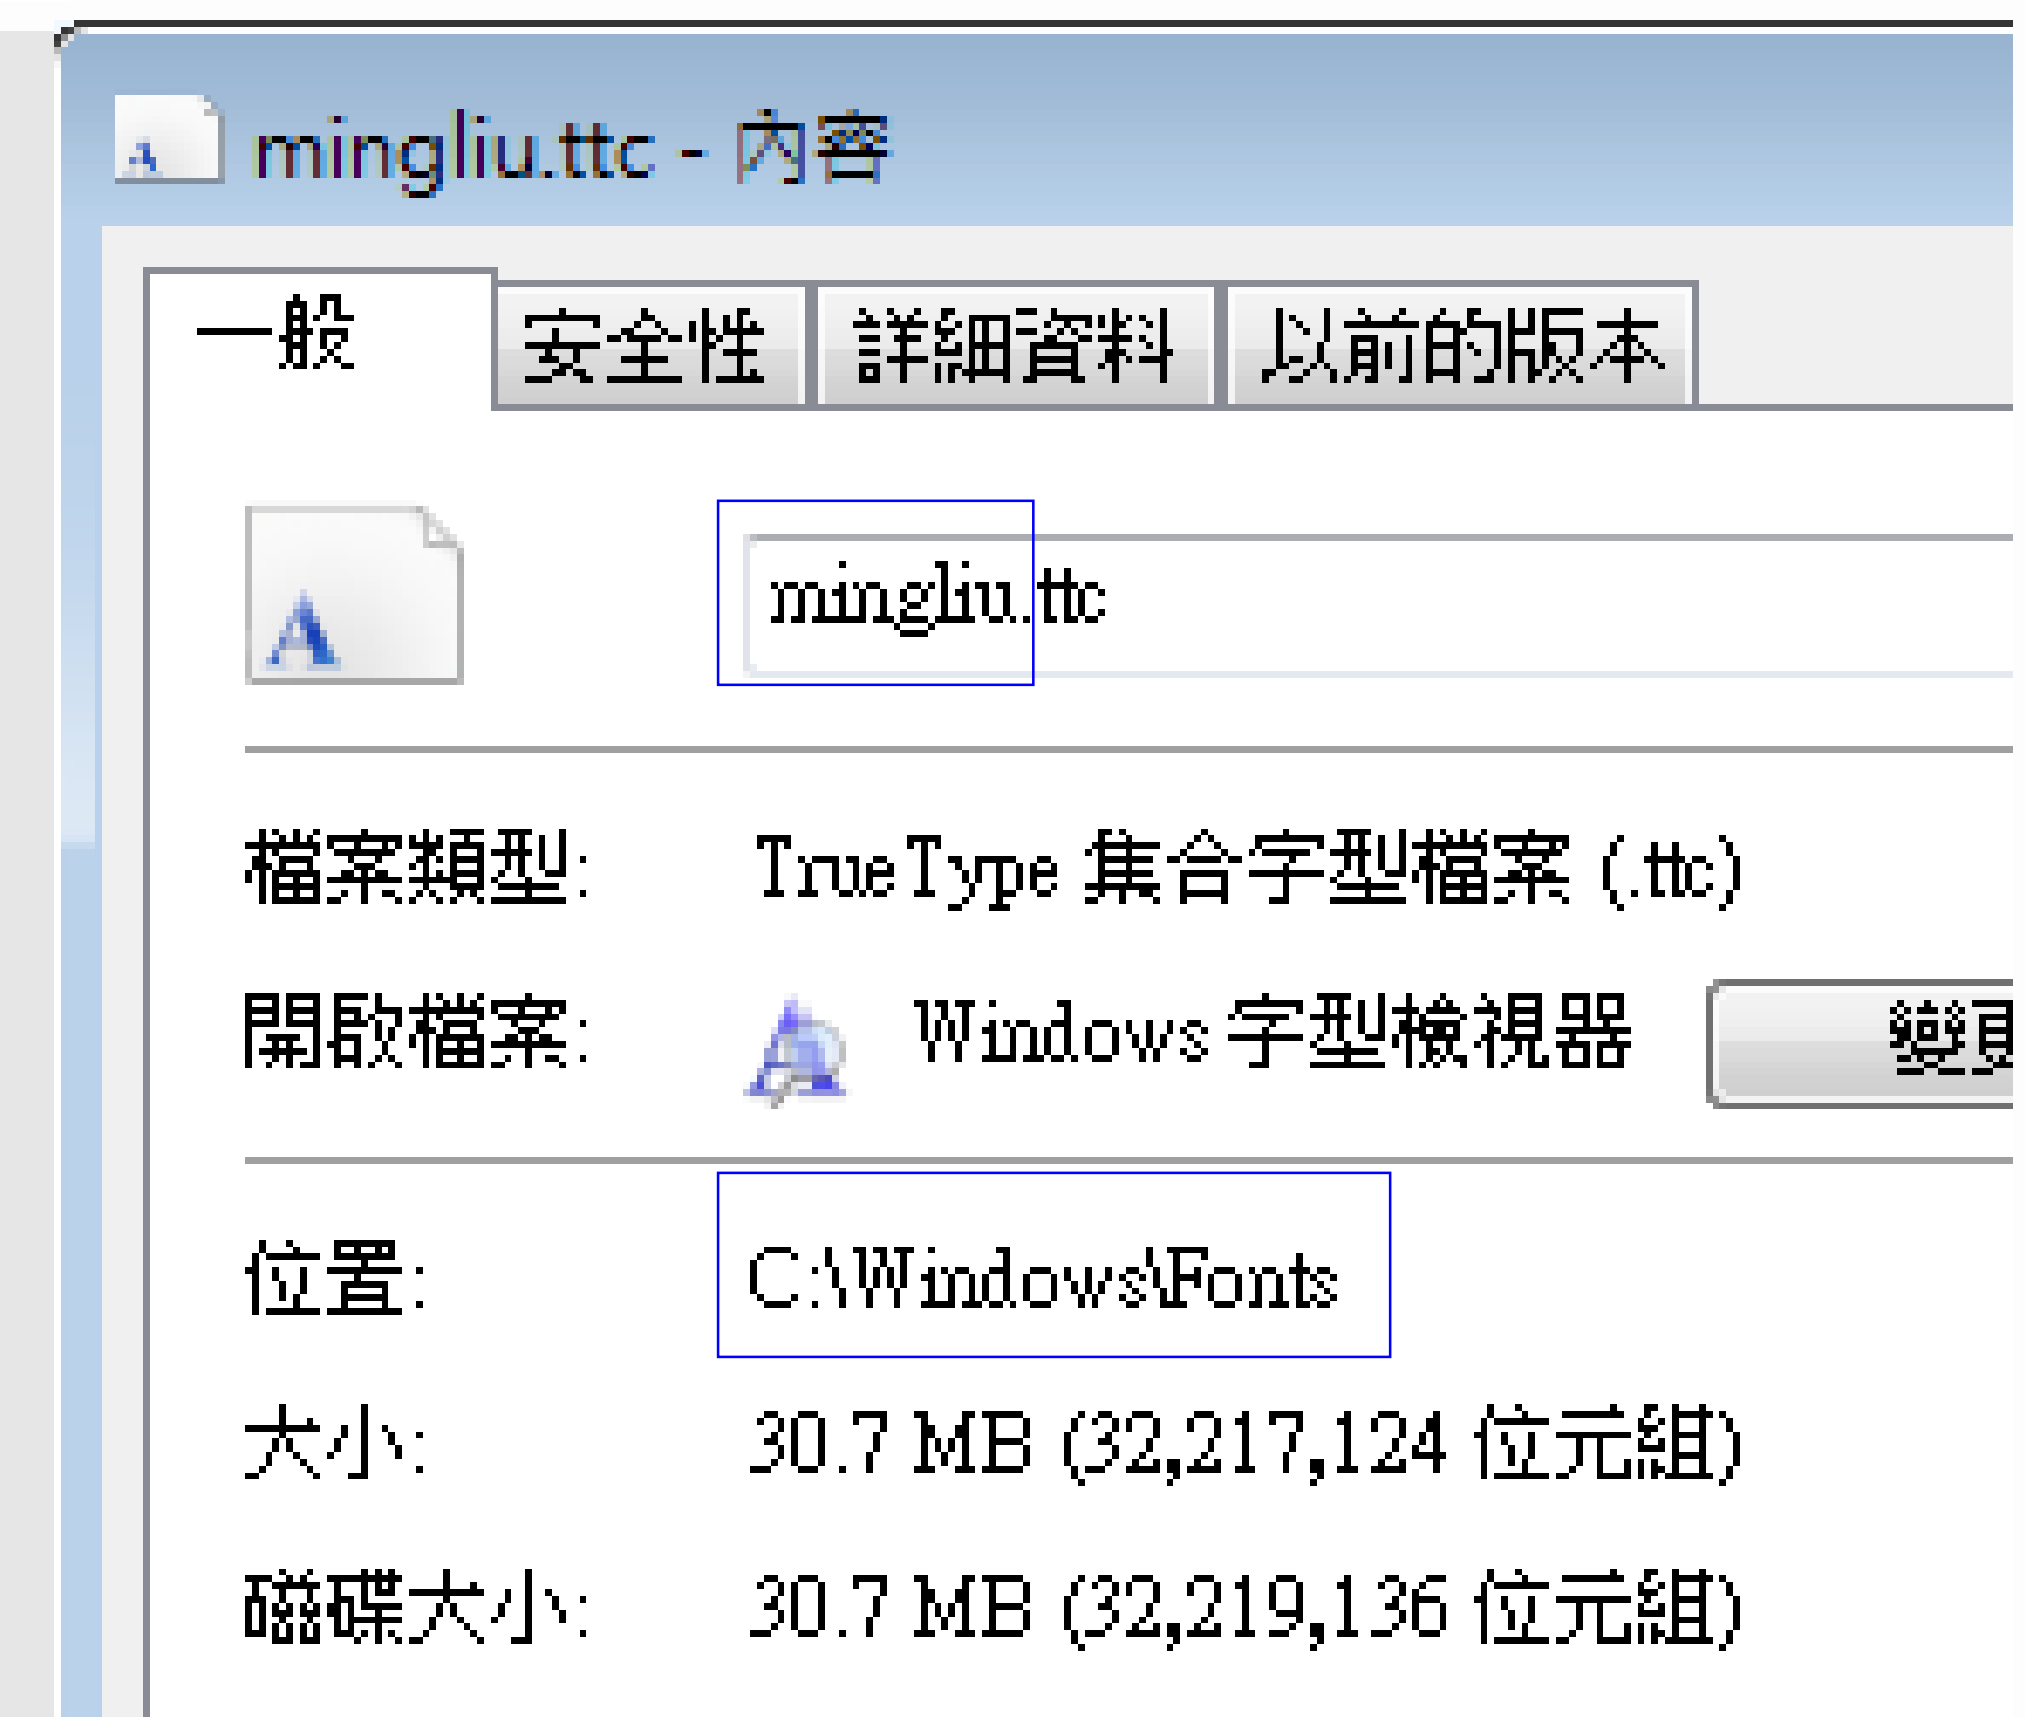 mingliu.ttc - 內容
一般 安全性 詳細資料 以前的版本
mingliu.ttc
檔案類型: TrueType 集合字型檔案 (.ttc)
開啟檔案: Windows 字型檢視器 變更
位置: C:\Windows\Fonts
大小: 30.7 MB (32,217,124 位元組)
磁碟大小: 30.7 MB (32,219,136 位元組)